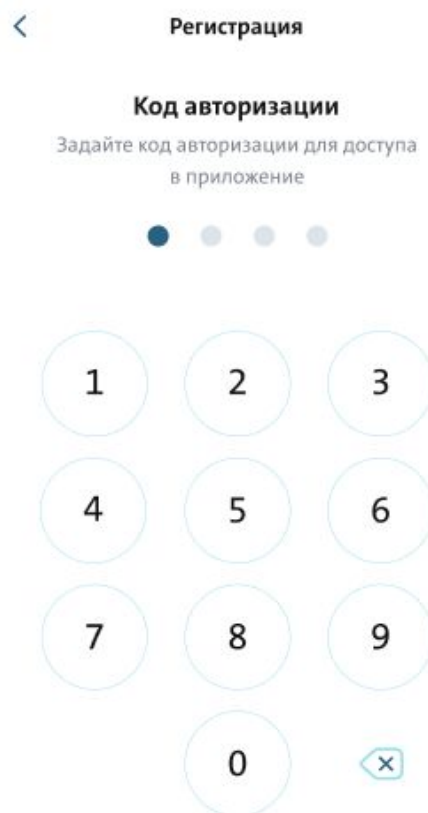 Регистрация
Код авторизации
Задайте код авторизации для доступа
в приложение
1 2 3
4 5 6
7 8 9
0